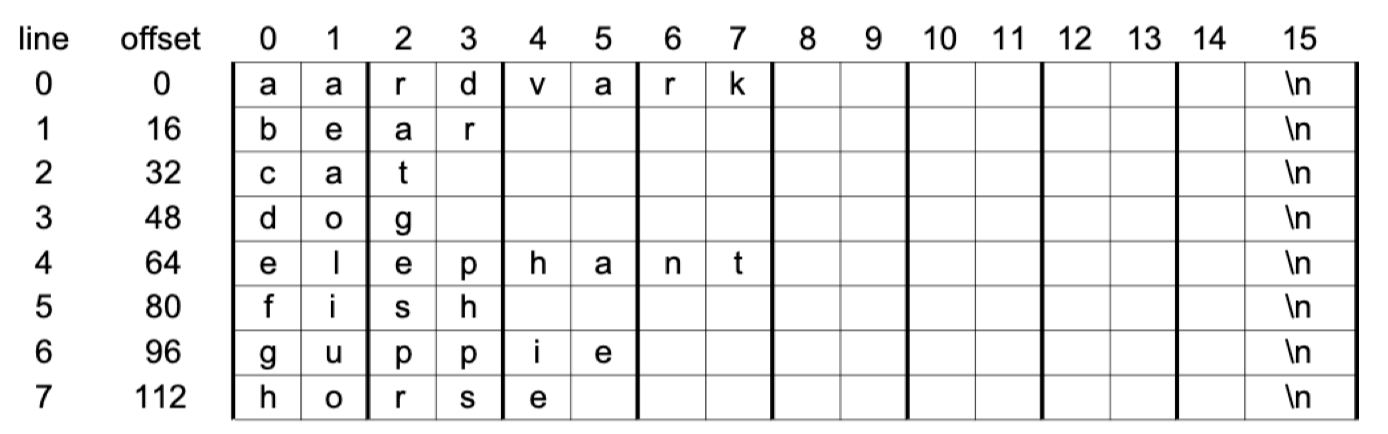 line offset 0 1 2 3 4 5 6 7 8 9 10 11 12 13 14 15
0 0 a a r d v a r k \n
1 16 b e a r \n
2 32 c a t \n
3 48 d o g \n
4 64 e l e p h a n t \n
5 80 f i s h \n
6 96 g u p p i e \n
7 112 h o r s e \n